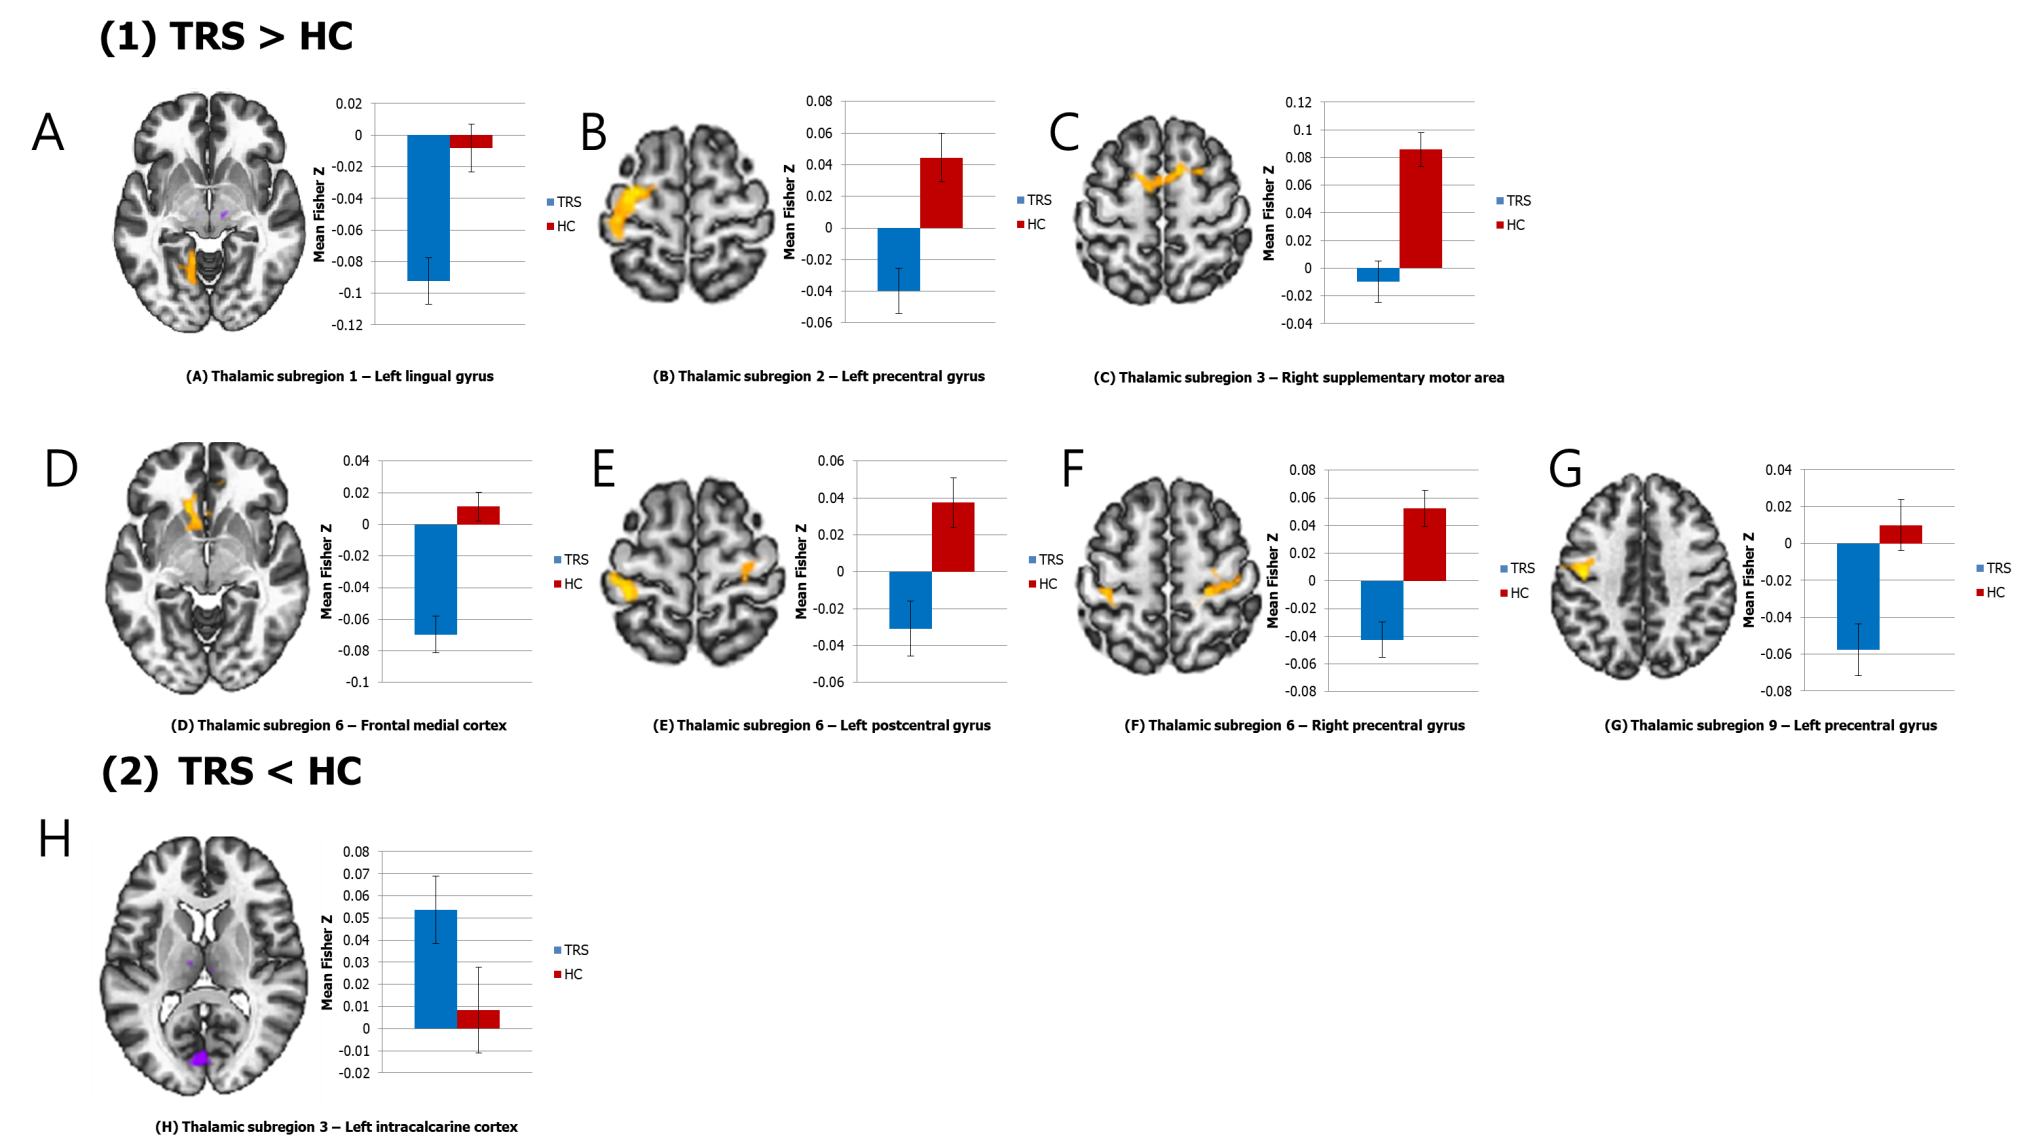 (1) TRS > HC
A
0.02
0
-0.02
-0.04
-0.06
-0.08
-0.1
-0.12
Mean Fisher Z
TRS
HC
(A) Thalamic subregion 1 – Left lingual gyrus
B
0.08
0.06
0.04
0.02
0
-0.02
-0.04
-0.06
Mean Fisher Z
TRS
HC
(B) Thalamic subregion 2 – Left precentral gyrus
C
0.12
0.1
0.08
0.06
0.04
0.02
0
-0.02
-0.04
Mean Fisher Z
TRS
HC
(C) Thalamic subregion 3 – Right supplementary motor area
D
0.04
0.02
0
-0.02
-0.04
-0.06
-0.08
-0.1
Mean Fisher Z
TRS
HC
(D) Thalamic subregion 6 – Frontal medial cortex
E
0.06
0.04
0.02
0
-0.02
-0.04
-0.06
Mean Fisher Z
TRS
HC
(E) Thalamic subregion 6 – Left postcentral gyrus
F
0.08
0.06
0.04
0.02
0
-0.02
-0.04
-0.06
-0.08
Mean Fisher Z
TRS
HC
(F) Thalamic subregion 6 – Right precentral gyrus
G
0.04
0.02
0
-0.02
-0.04
-0.06
-0.08
Mean Fisher Z
TRS
HC
(G) Thalamic subregion 9 – Left precentral gyrus
(2) TRS < HC
H
0.08
0.07
0.06
0.05
0.04
0.03
0.02
0.01
0
-0.01
-0.02
Mean Fisher Z
TRS
HC
(H) Thalamic subregion 3 – Left intracalcarine cortex